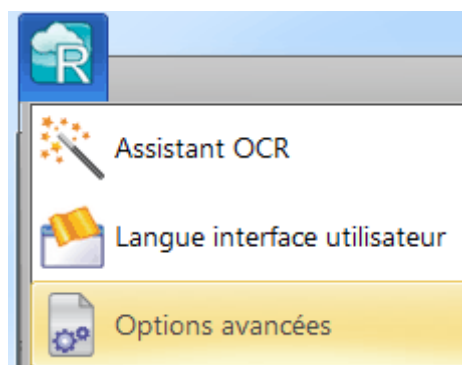 R
Assistant OCR
Langue interface utilisateur
Options avancées